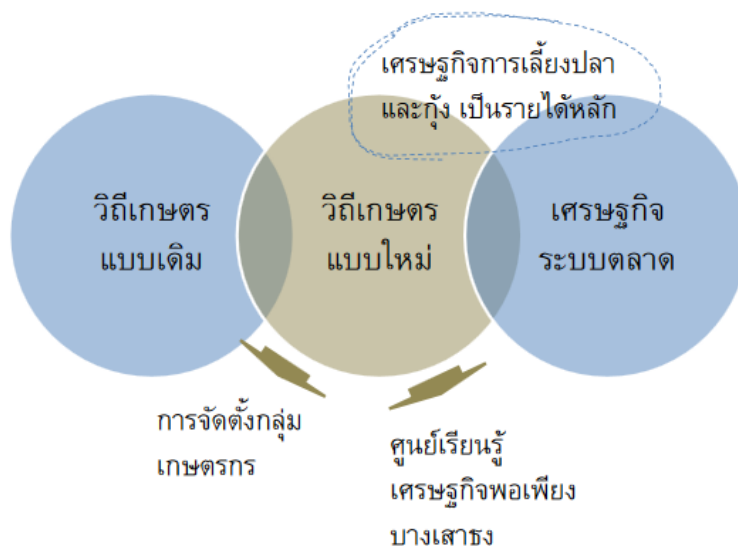 เศรษฐกิจการเลี้ยงปลา
และกุ้ง เป็นรายได้หลัก
วิถีเกษตร
แบบเดิม
วิถีเกษตร
แบบใหม่
เศรษฐกิจ
ระบบตลาด
การจัดตั้งกลุ่ม
เกษตรกร
ศูนย์เรียนรู้
เศรษฐกิจพอเพียง
บางเสาธง